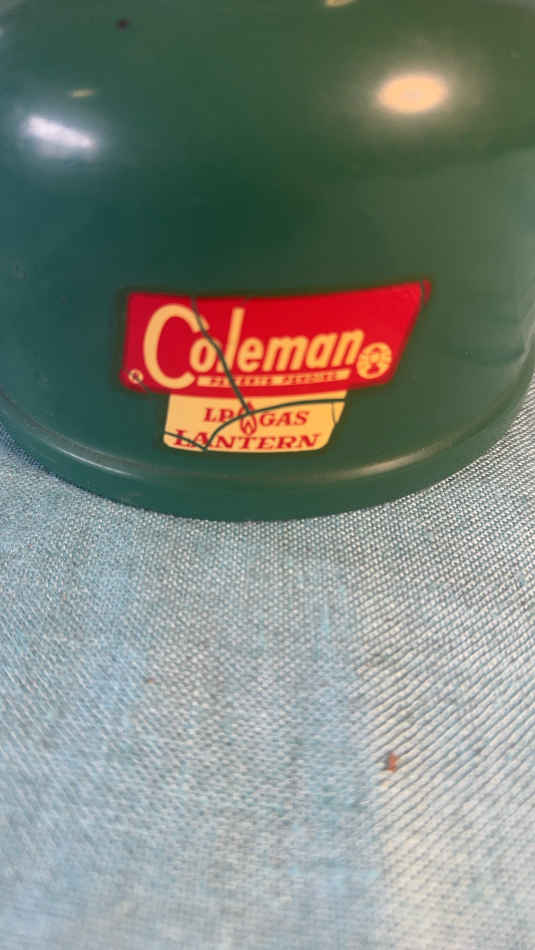 Coleman
PATENTS PENDING
LP GAS
LANTERN